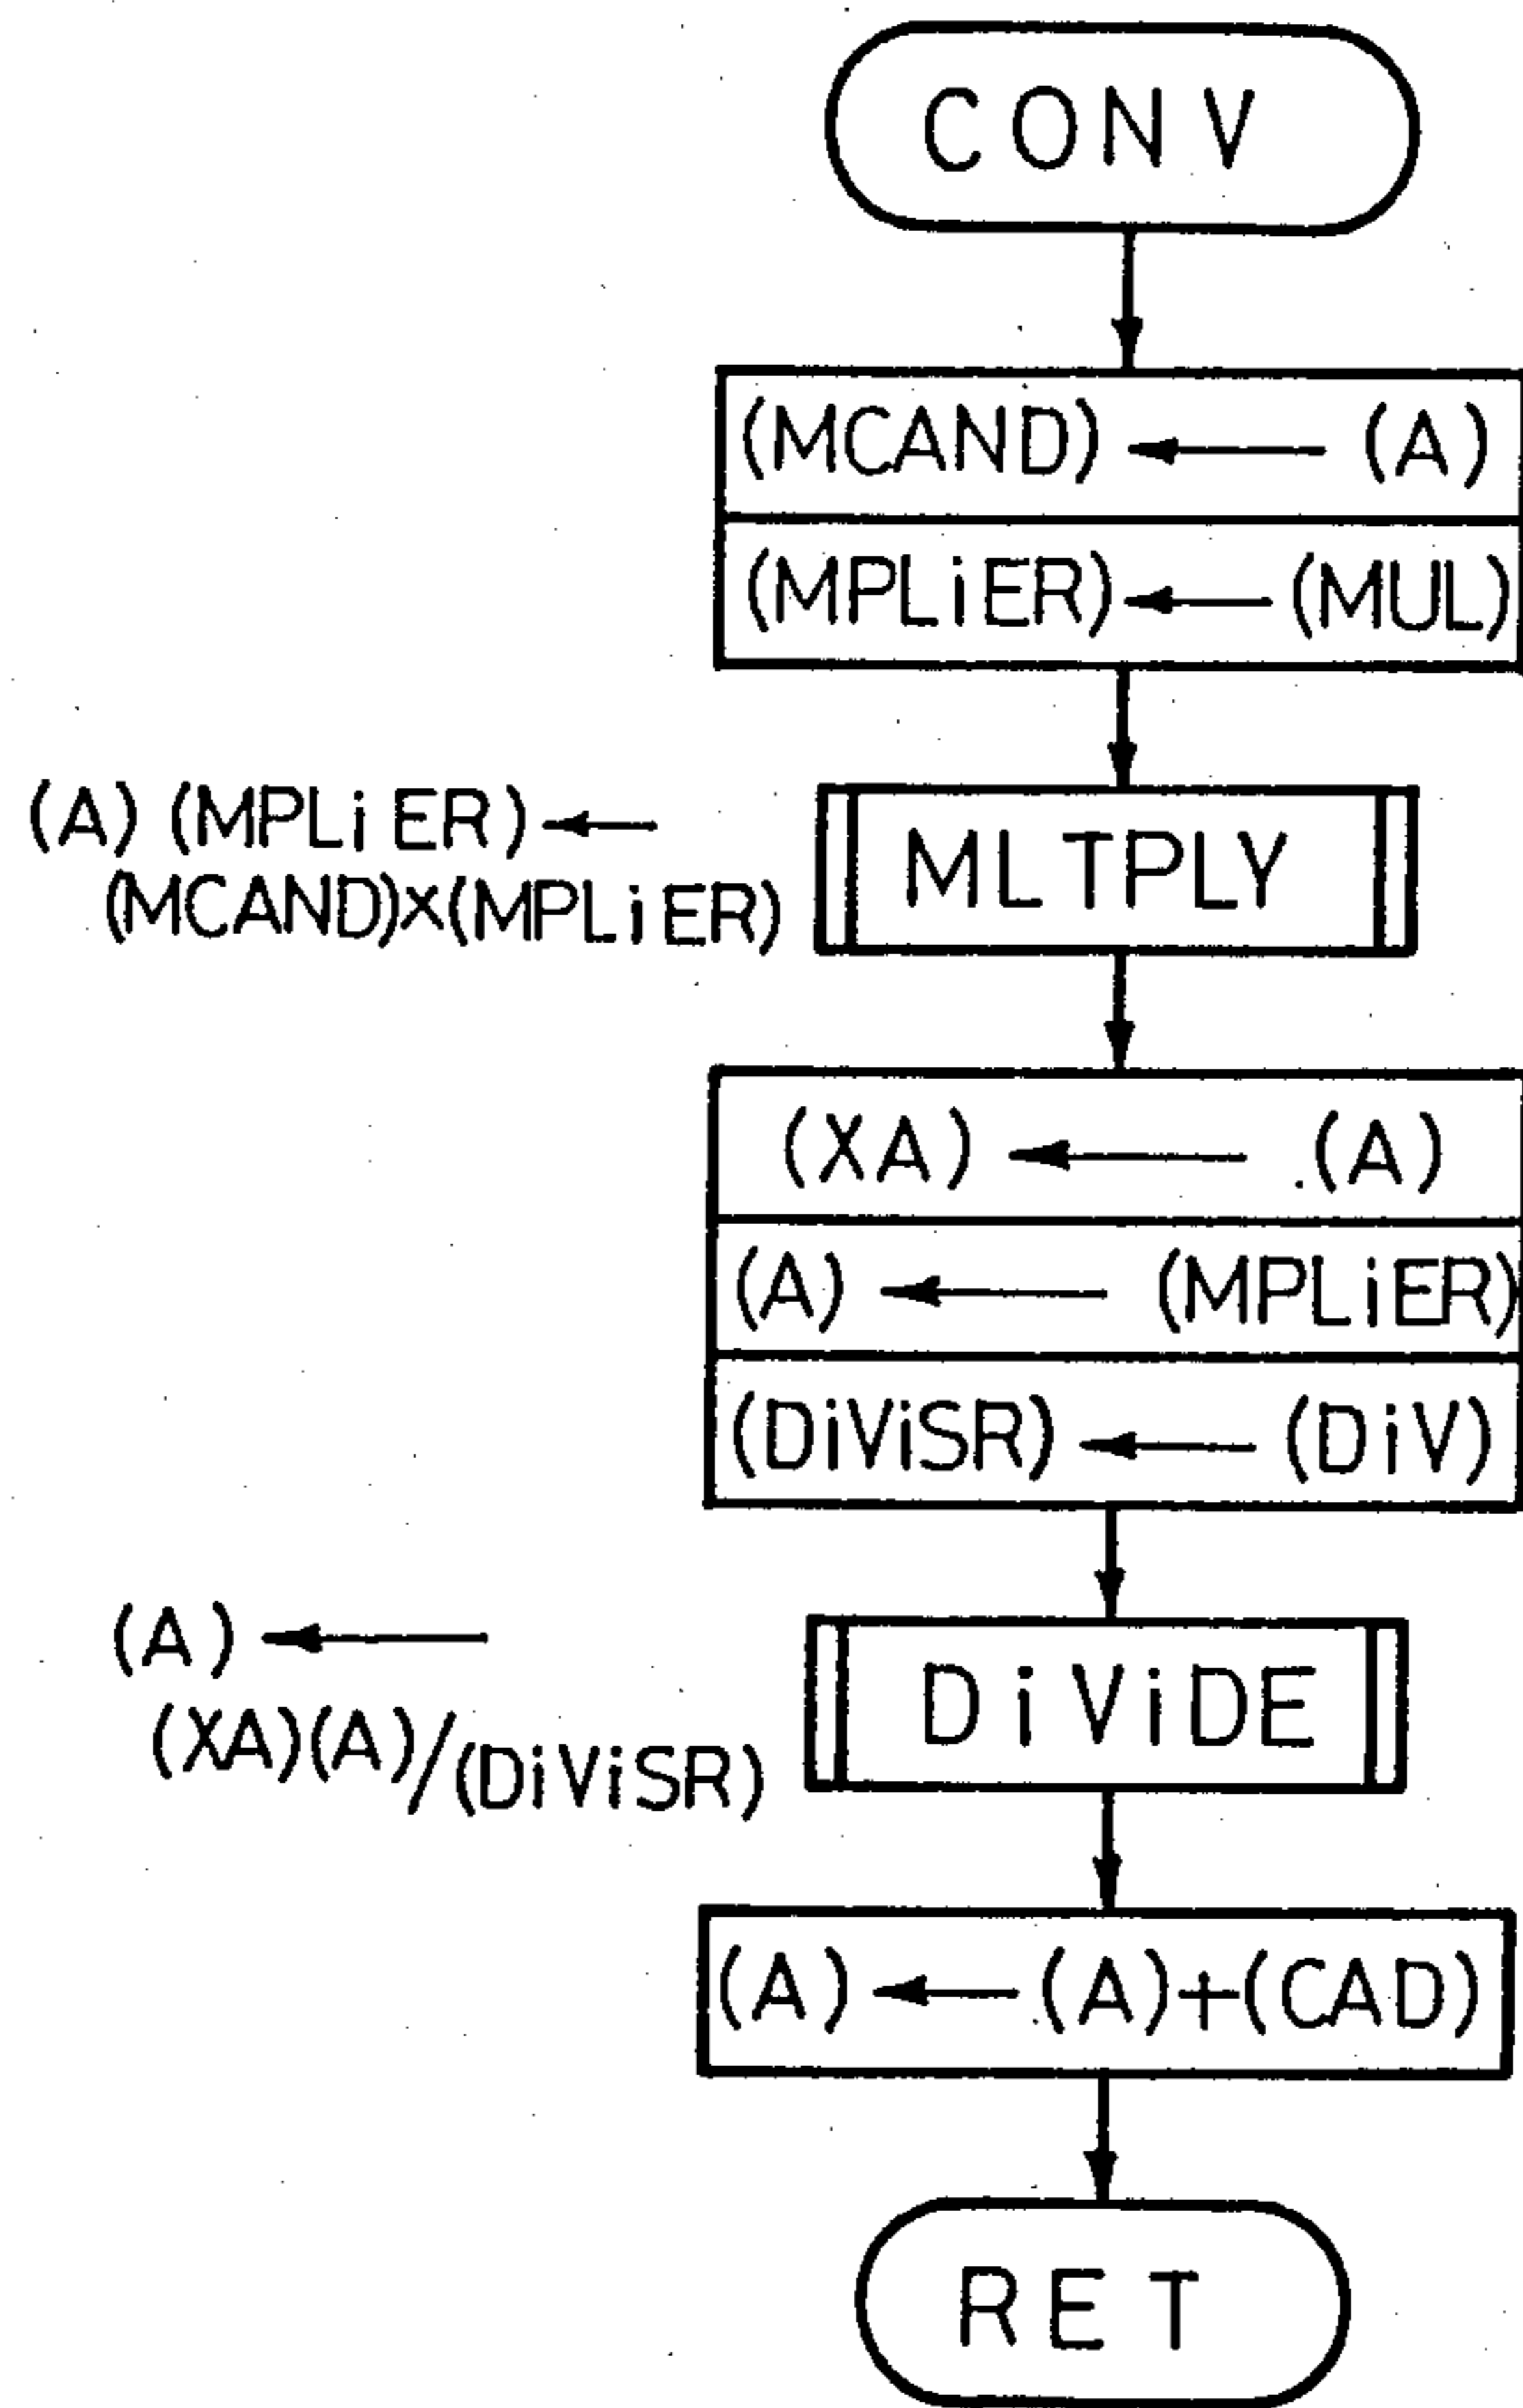 CONV
(MCAND) ← (A)
(MPLiER) ← (MUL)
(A) (MPLiER) ←
(MCAND)x(MPLiER)
MLTPLY
(XA) ← (A)
(A) ← (MPLiER)
(DiViSR) ← (DiV)
(A) ←
(XA)(A)/(DiViSR)
DiViDE
(A) ← (A)+(CAD)
RET